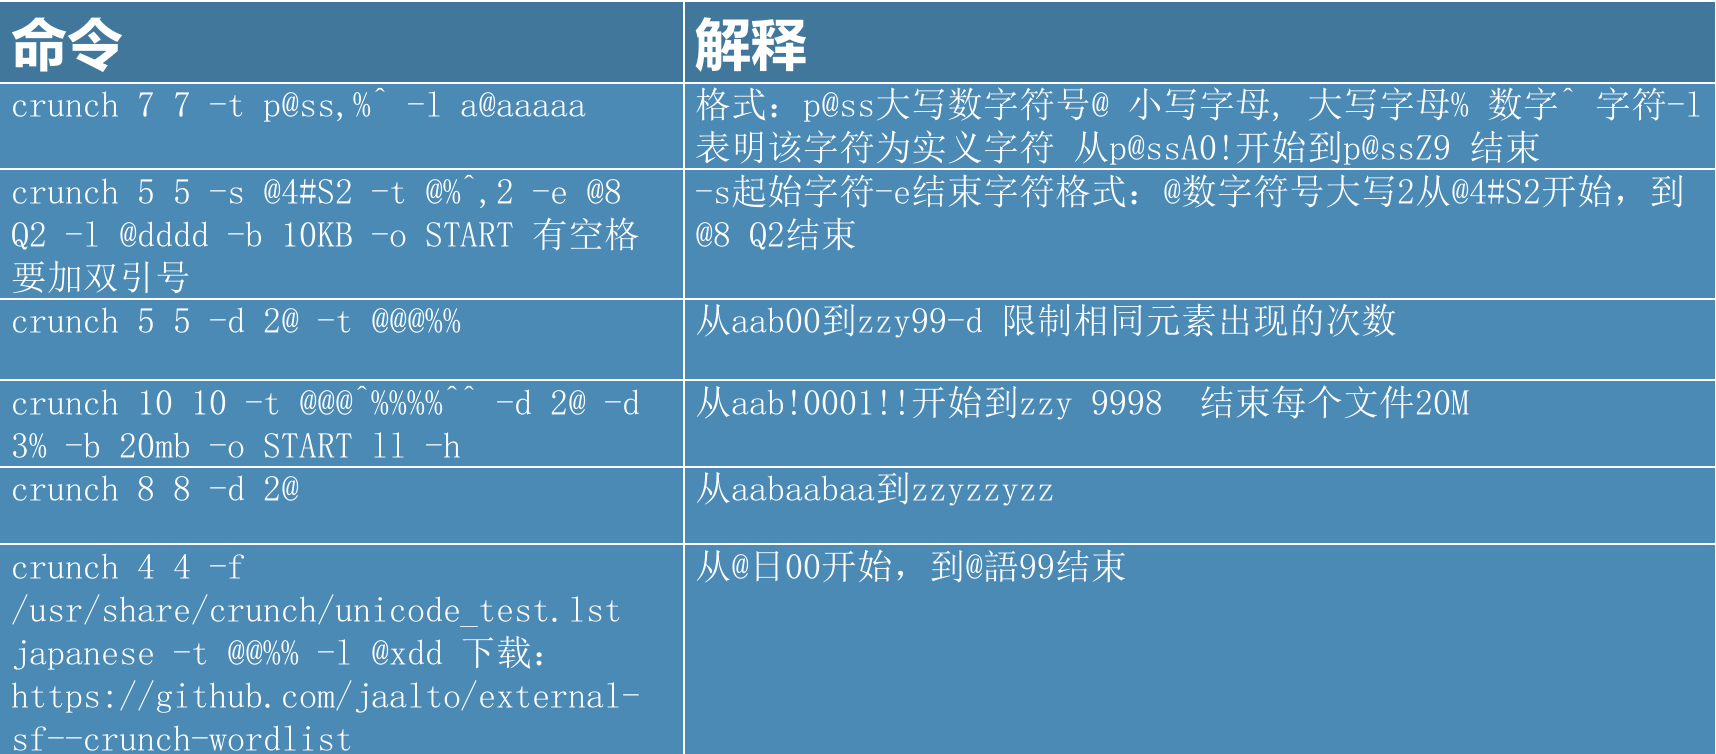 命令
解释
crunch 7 7 -t p@ss,%^ -l a@aaaaa
格式：p@ss大写数字符号@ 小写字母, 大写字母% 数字^ 字符-l
表明该字符为实义字符 从p@ssA0!开始到p@ssZ9 结束
crunch 5 5 -s @4#S2 -t @%^,2 -e @8
Q2 -l @dddd -b 10KB -o START 有空格
要加双引号
-s起始字符-e结束字符格式：@数字符号大写2从@4#S2开始，到
@8 Q2结束
crunch 5 5 -d 2@ -t @@@%%
从aab00到zzy99-d 限制相同元素出现的次数
crunch 10 10 -t @@@^%%%%^^ -d 2@ -d
3% -b 20mb -o START ll -h
从aab!0001!!开始到zzy 9998  结束每个文件20M
crunch 8 8 -d 2@
从aabaabaa到zzyzzyzz
crunch 4 4 -f
/usr/share/crunch/unicode_test.lst
japanese -t @@%% -l @xdd 下载：
https://github.com/jaalto/external-
sf--crunch-wordlist
从@日00开始，到@語99结束